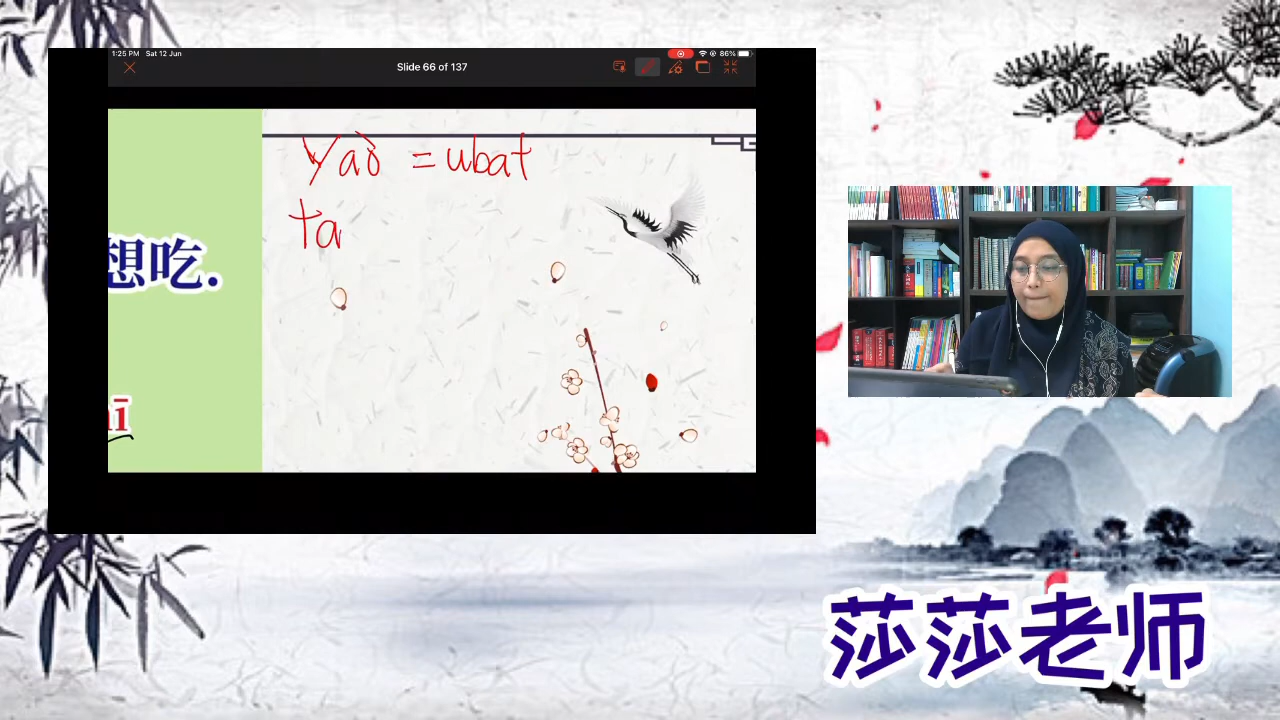 1:25 PM Sat 12 Jun
86%
Slide 66 of 137
yào = ubat
ta
想吃.
ī
莎莎老师